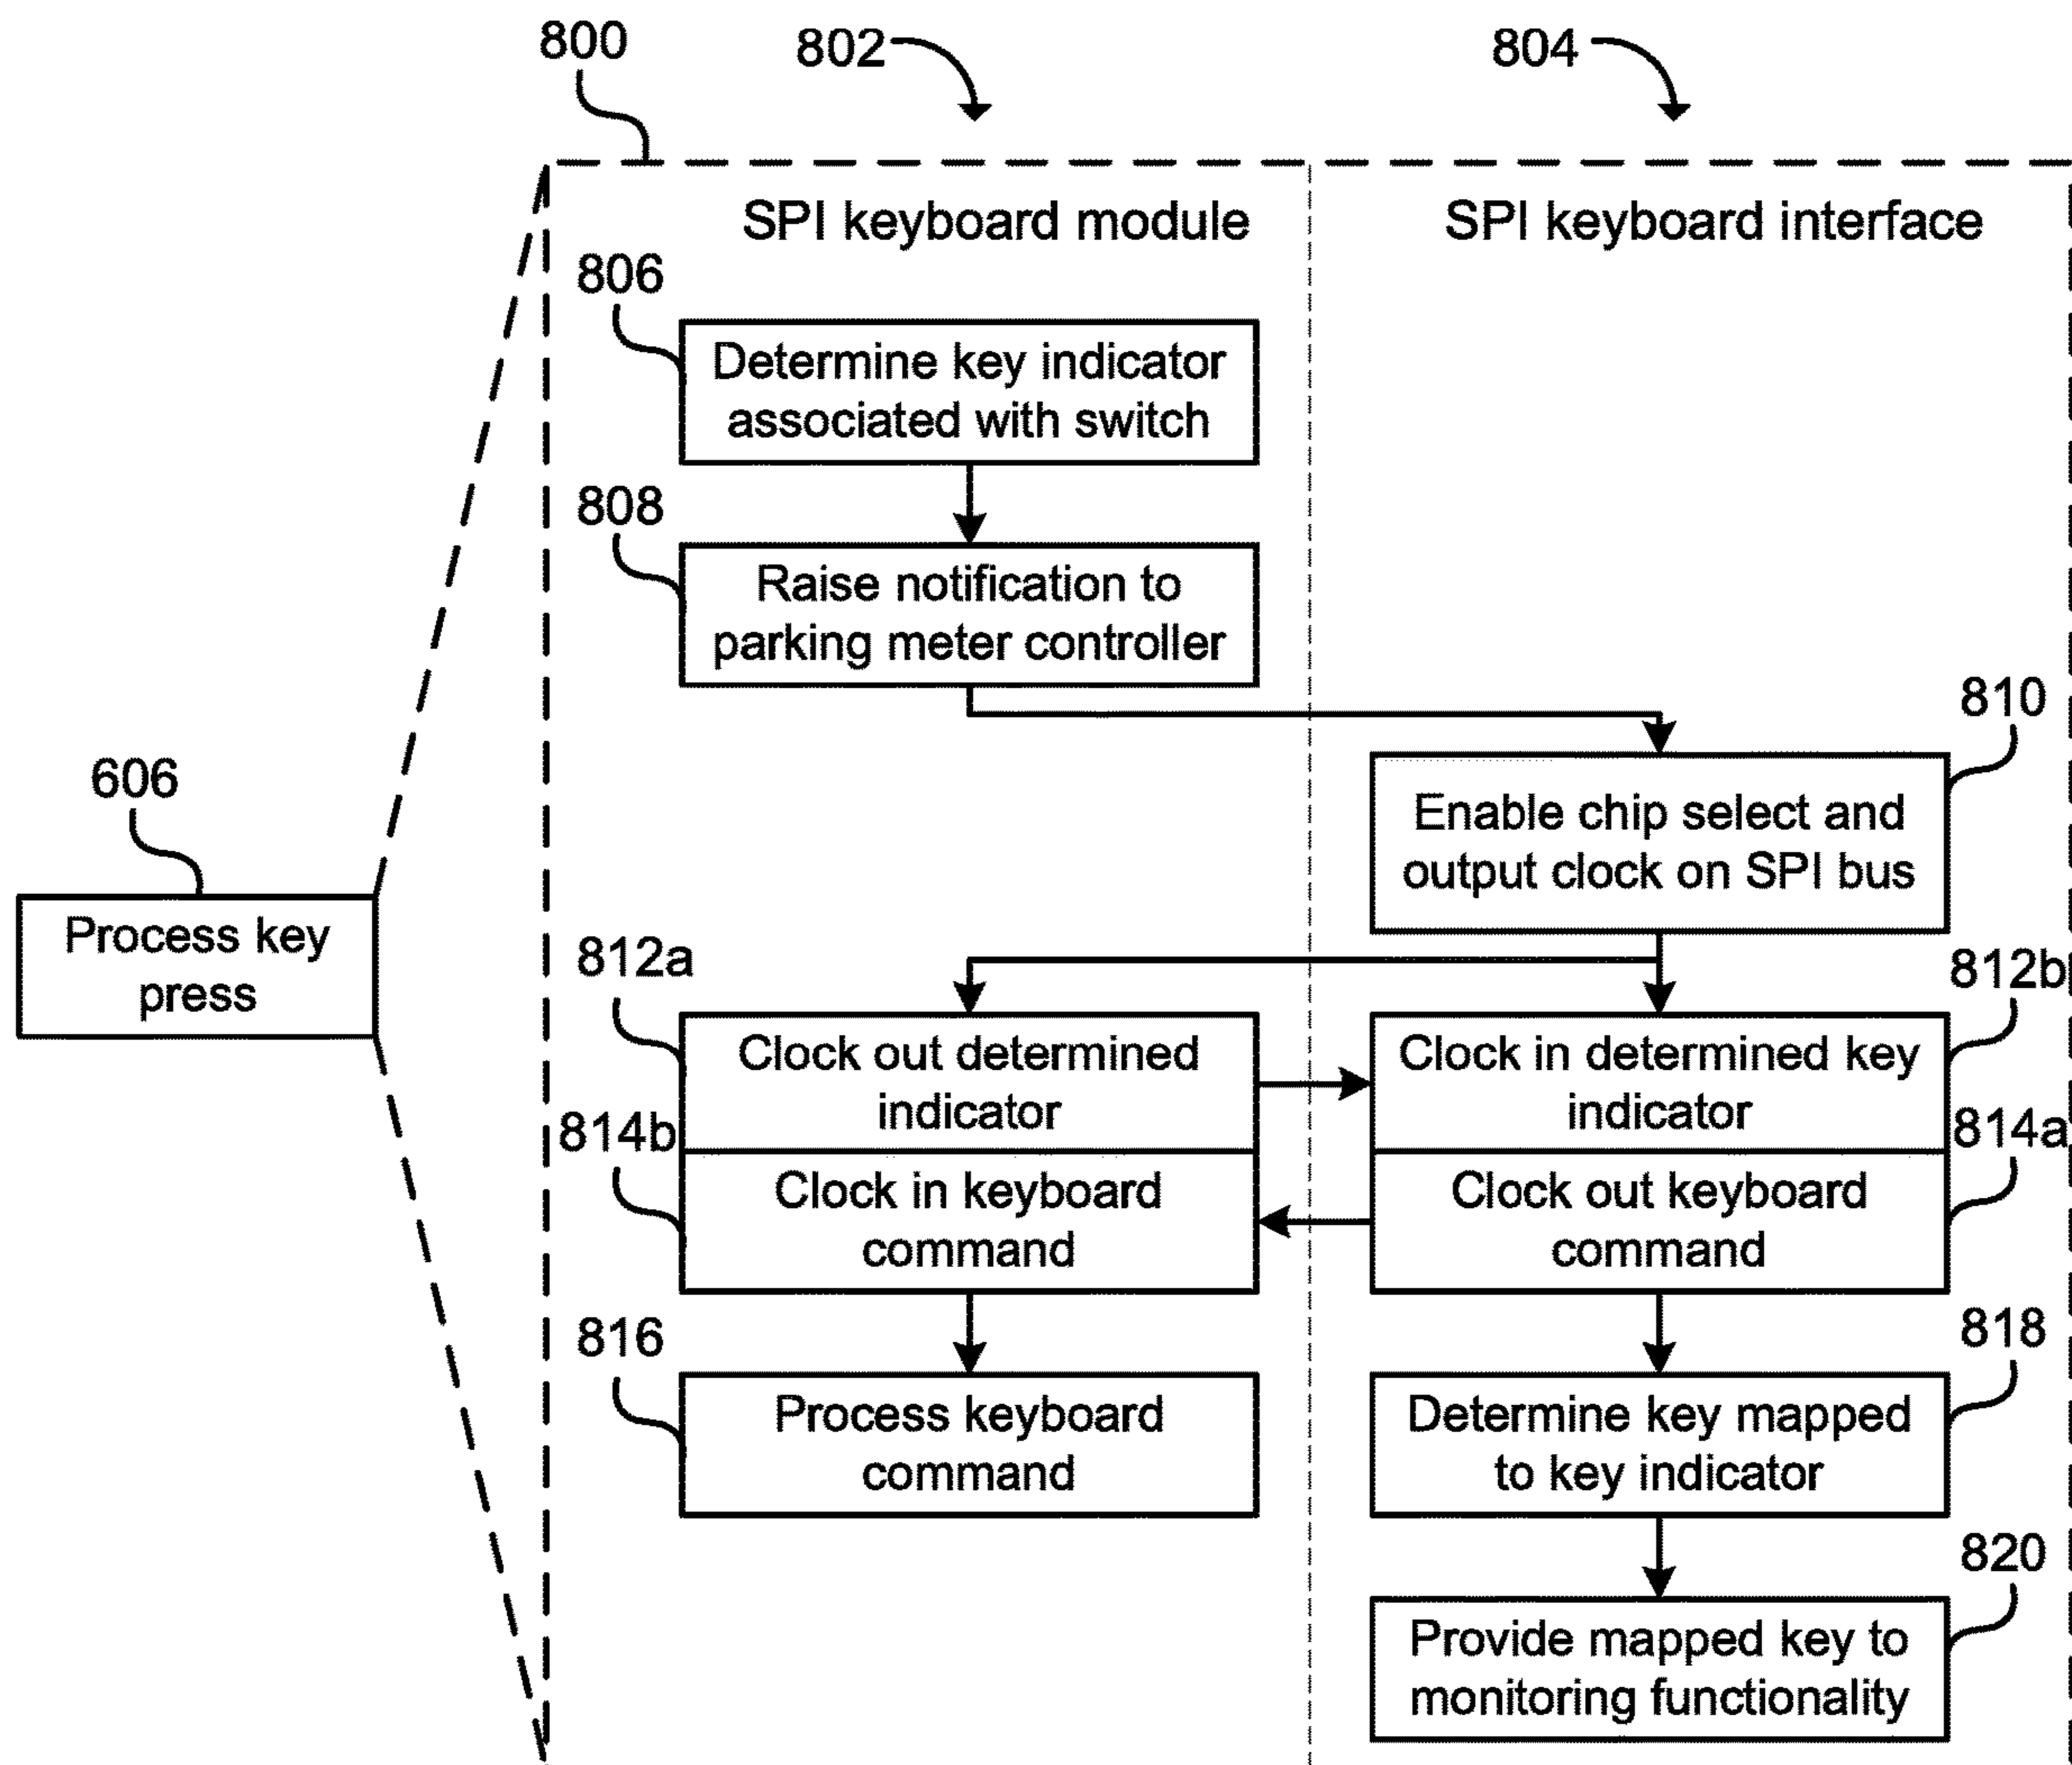 800
802
804
SPI keyboard module
SPI keyboard interface
806
Determine key indicator
associated with switch
808
Raise notification to
parking meter controller
810
Enable chip select and
output clock on SPI bus
606
Process key
press
812a
812b
Clock out determined
indicator
Clock in determined key
indicator
814b
814a
Clock in keyboard
command
Clock out keyboard
command
816
818
Process keyboard
command
Determine key mapped
to key indicator
820
Provide mapped key to
monitoring functionality